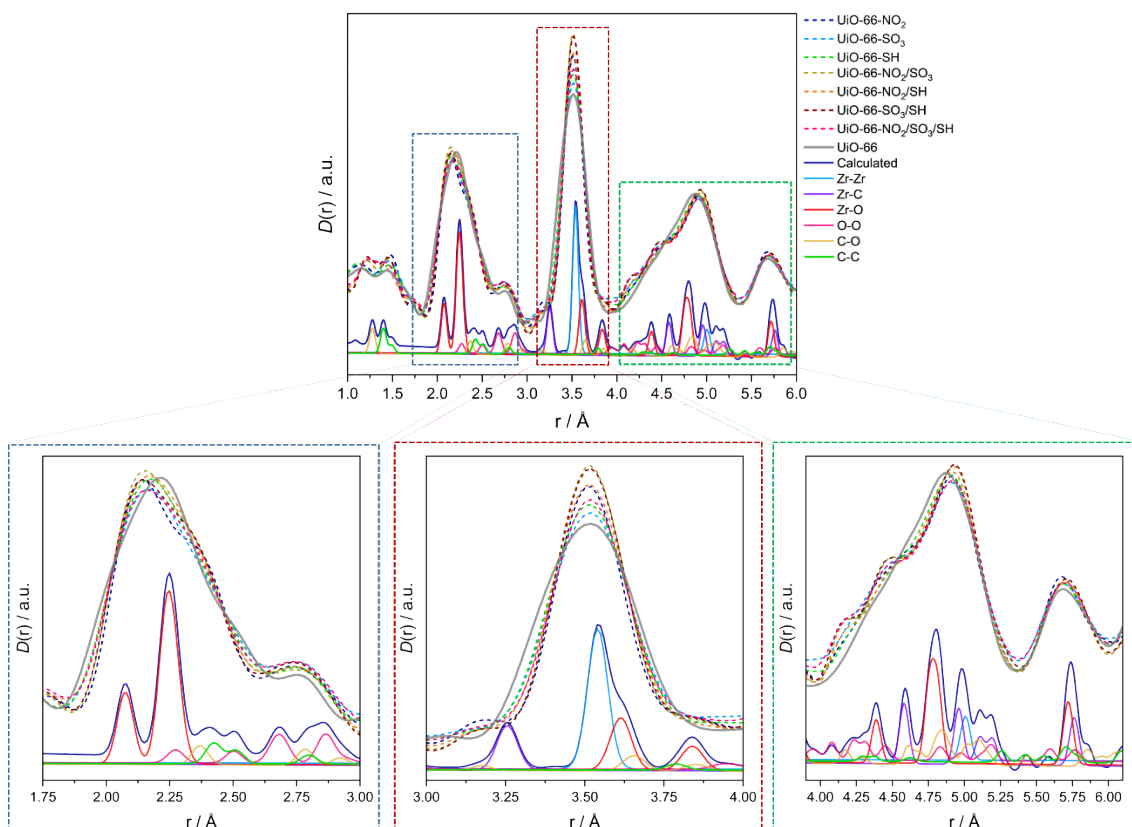 D(r) / a.u.
1.0 1.5 2.0 2.5 3.0 3.5 4.0 4.5 5.0 5.5 6.0
r / Å
UiO-66-NO₂
UiO-66-SO₃
UiO-66-SH
UiO-66-NO₂/SO₃
UiO-66-NO₂/SH
UiO-66-SO₃/SH
UiO-66-NO₂/SO₃/SH
UiO-66
Calculated
Zr-Zr
Zr-C
Zr-O
O-O
C-O
C-C
D(r) / a.u.
1.75 2.00 2.25 2.50 2.75 3.00
r / Å
D(r) / a.u.
3.00 3.25 3.50 3.75 4.00
r / Å
D(r) / a.u.
4.00 4.25 4.50 4.75 5.00 5.25 5.50 5.75 6.00
r / Å